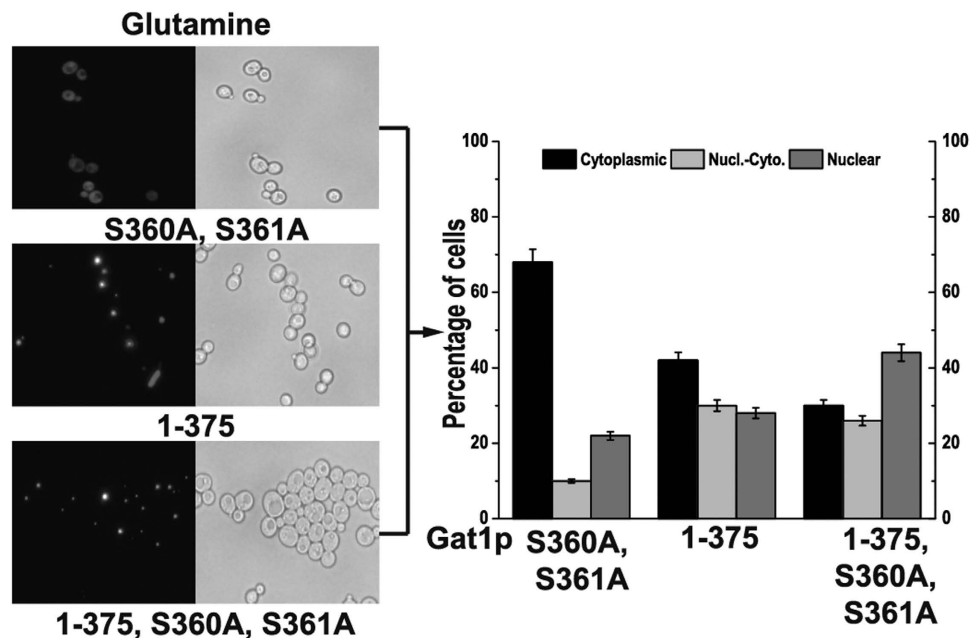 Glutamine
S360A, S361A
1-375
1-375, S360A, S361A
Percentage of cells
100
80
60
40
20
0
Cytoplasmic
Nucl.-Cyto.
Nuclear
100
80
60
40
20
0
Gat1p
S360A,
S361A
1-375
1-375,
S360A,
S361A